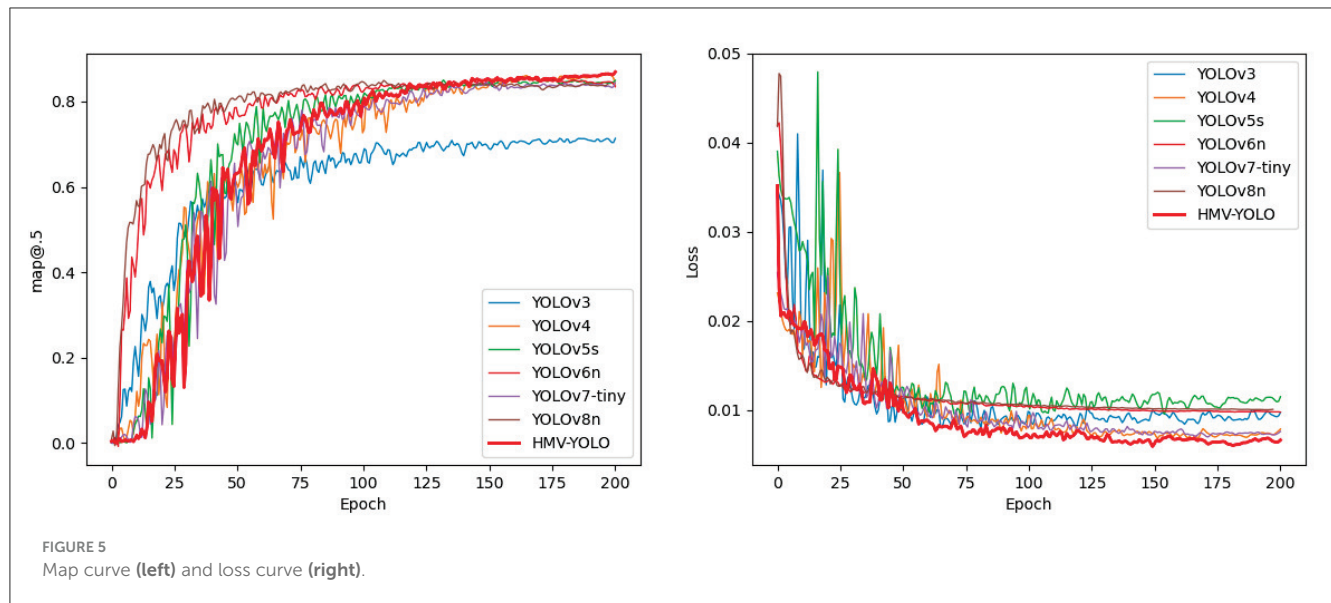 map@.5
0.8
0.6
0.4
0.2
0.0
YOLOv3
YOLOv4
YOLOv5s
YOLOv6n
YOLOv7-tiny
YOLOv8n
HMV-YOLO
0 25 50 75 100 125 150 175 200
Epoch
Loss
0.05
0.04
0.03
0.02
0.01
YOLOv3
YOLOv4
YOLOv5s
YOLOv6n
YOLOv7-tiny
YOLOv8n
HMV-YOLO
0 25 50 75 100 125 150 175 200
Epoch
FIGURE 5
Map curve (left) and loss curve (right).